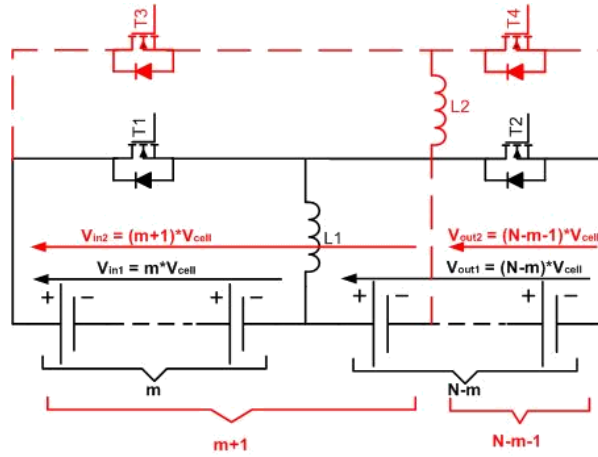 T3
T4
L2
T1
T2
L1
Vin2 = (m+1)*Vcell
Vout2 = (N-m-1)*Vcell
Vin1 = m*Vcell
Vout1 = (N-m)*Vcell
+ − + − + − + −
m
N-m
m+1
N-m-1